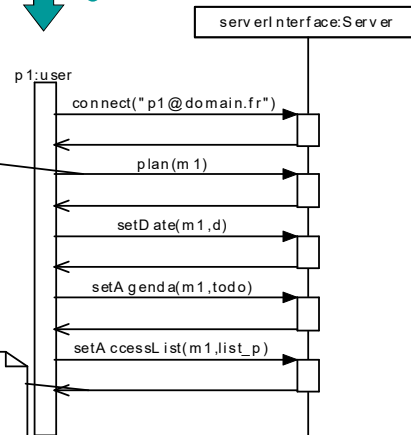 serverInterface:Server
p1:user
connect("p1@domain.fr")
plan(m1)
setDate(m1,d)
setAgenda(m1,todo)
setAccessList(m1,list_p)